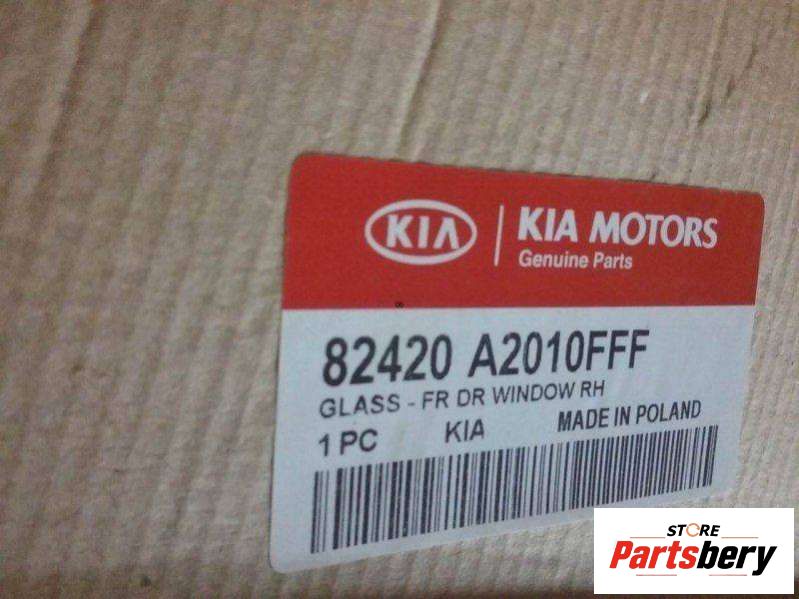 KIA
KIA MOTORS
Genuine Parts
82420 A2010FFF
GLASS - FR DR WINDOW RH
1 PC KIA MADE IN POLAND
STORE
Partsbery